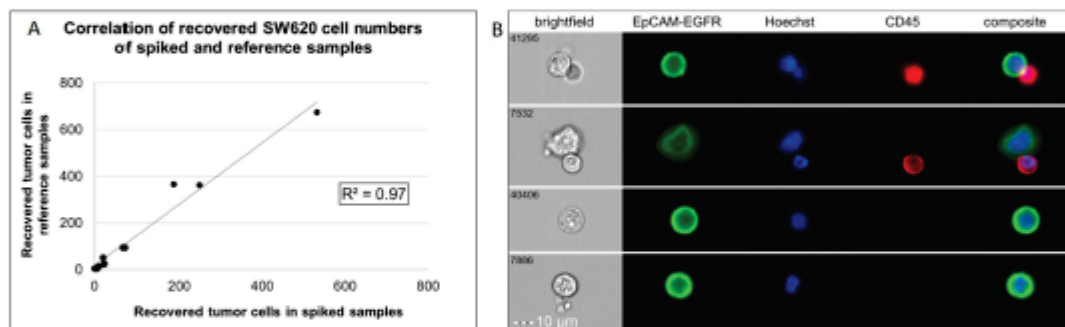 A
Correlation of recovered SW620 cell numbers
of spiked and reference samples
Recovered tumor cells in
reference samples
800
600
400
200
0
R² = 0.97
0 200 400 600 800
Recovered tumor cells in spiked samples
B
brightfield EpCAM-EGFR Hoechst CD45 composite
41295
7532
40406
7886
10 µm